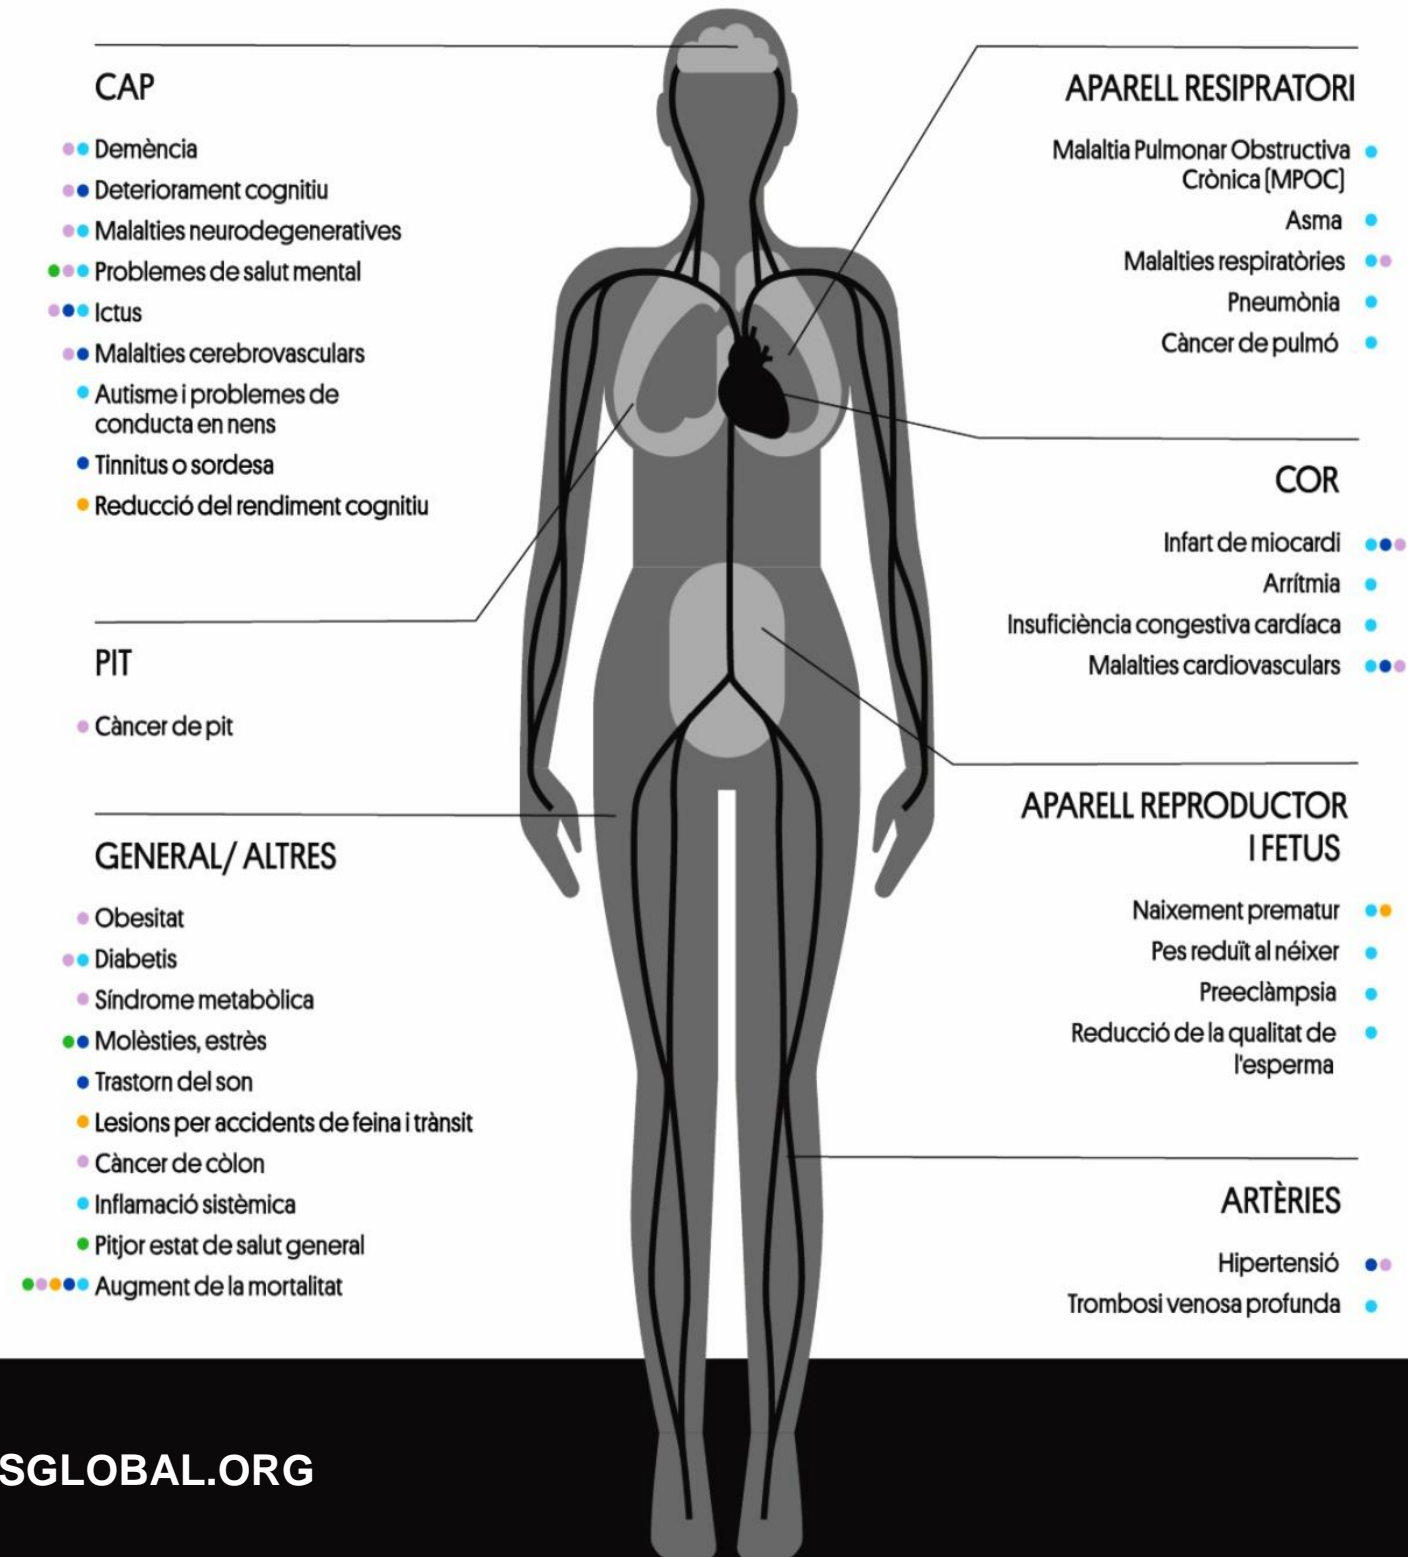 CAP
Demència
Deteriorament cognitiu
Malalties neurodegeneratives
Problemes de salut mental
Ictus
Malalties cerebrovasculars
Autisme i problemes de
conducta en nens
Tinnitus o sordesa
Reducció del rendiment cognitiu
PIT
Càncer de pit
GENERAL/ ALTRES
Obesitat
Diabetis
Síndrome metabòlica
Molèsties, estrès
Trastorn del son
Lesions per accidents de feina i trànsit
Càncer de còlon
Inflamació sistèmica
Pitjor estat de salut general
Augment de la mortalitat
APARELL RESIPRATORI
Malaltia Pulmonar Obstructiva
Crònica (MPOC)
Asma
Malalties respiratòries
Pneumònia
Càncer de pulmó
COR
Infart de miocardi
Arrítmia
Insuficiència congestiva cardíaca
Malalties cardiovasculars
APARELL REPRODUCTOR
I FETUS
Naixement prematur
Pes reduït al néixer
Preeclàmpsia
Reducció de la qualitat de
l'esperma
ARTÈRIES
Hipertensió
Trombosi venosa profunda
SGLOBAL.ORG